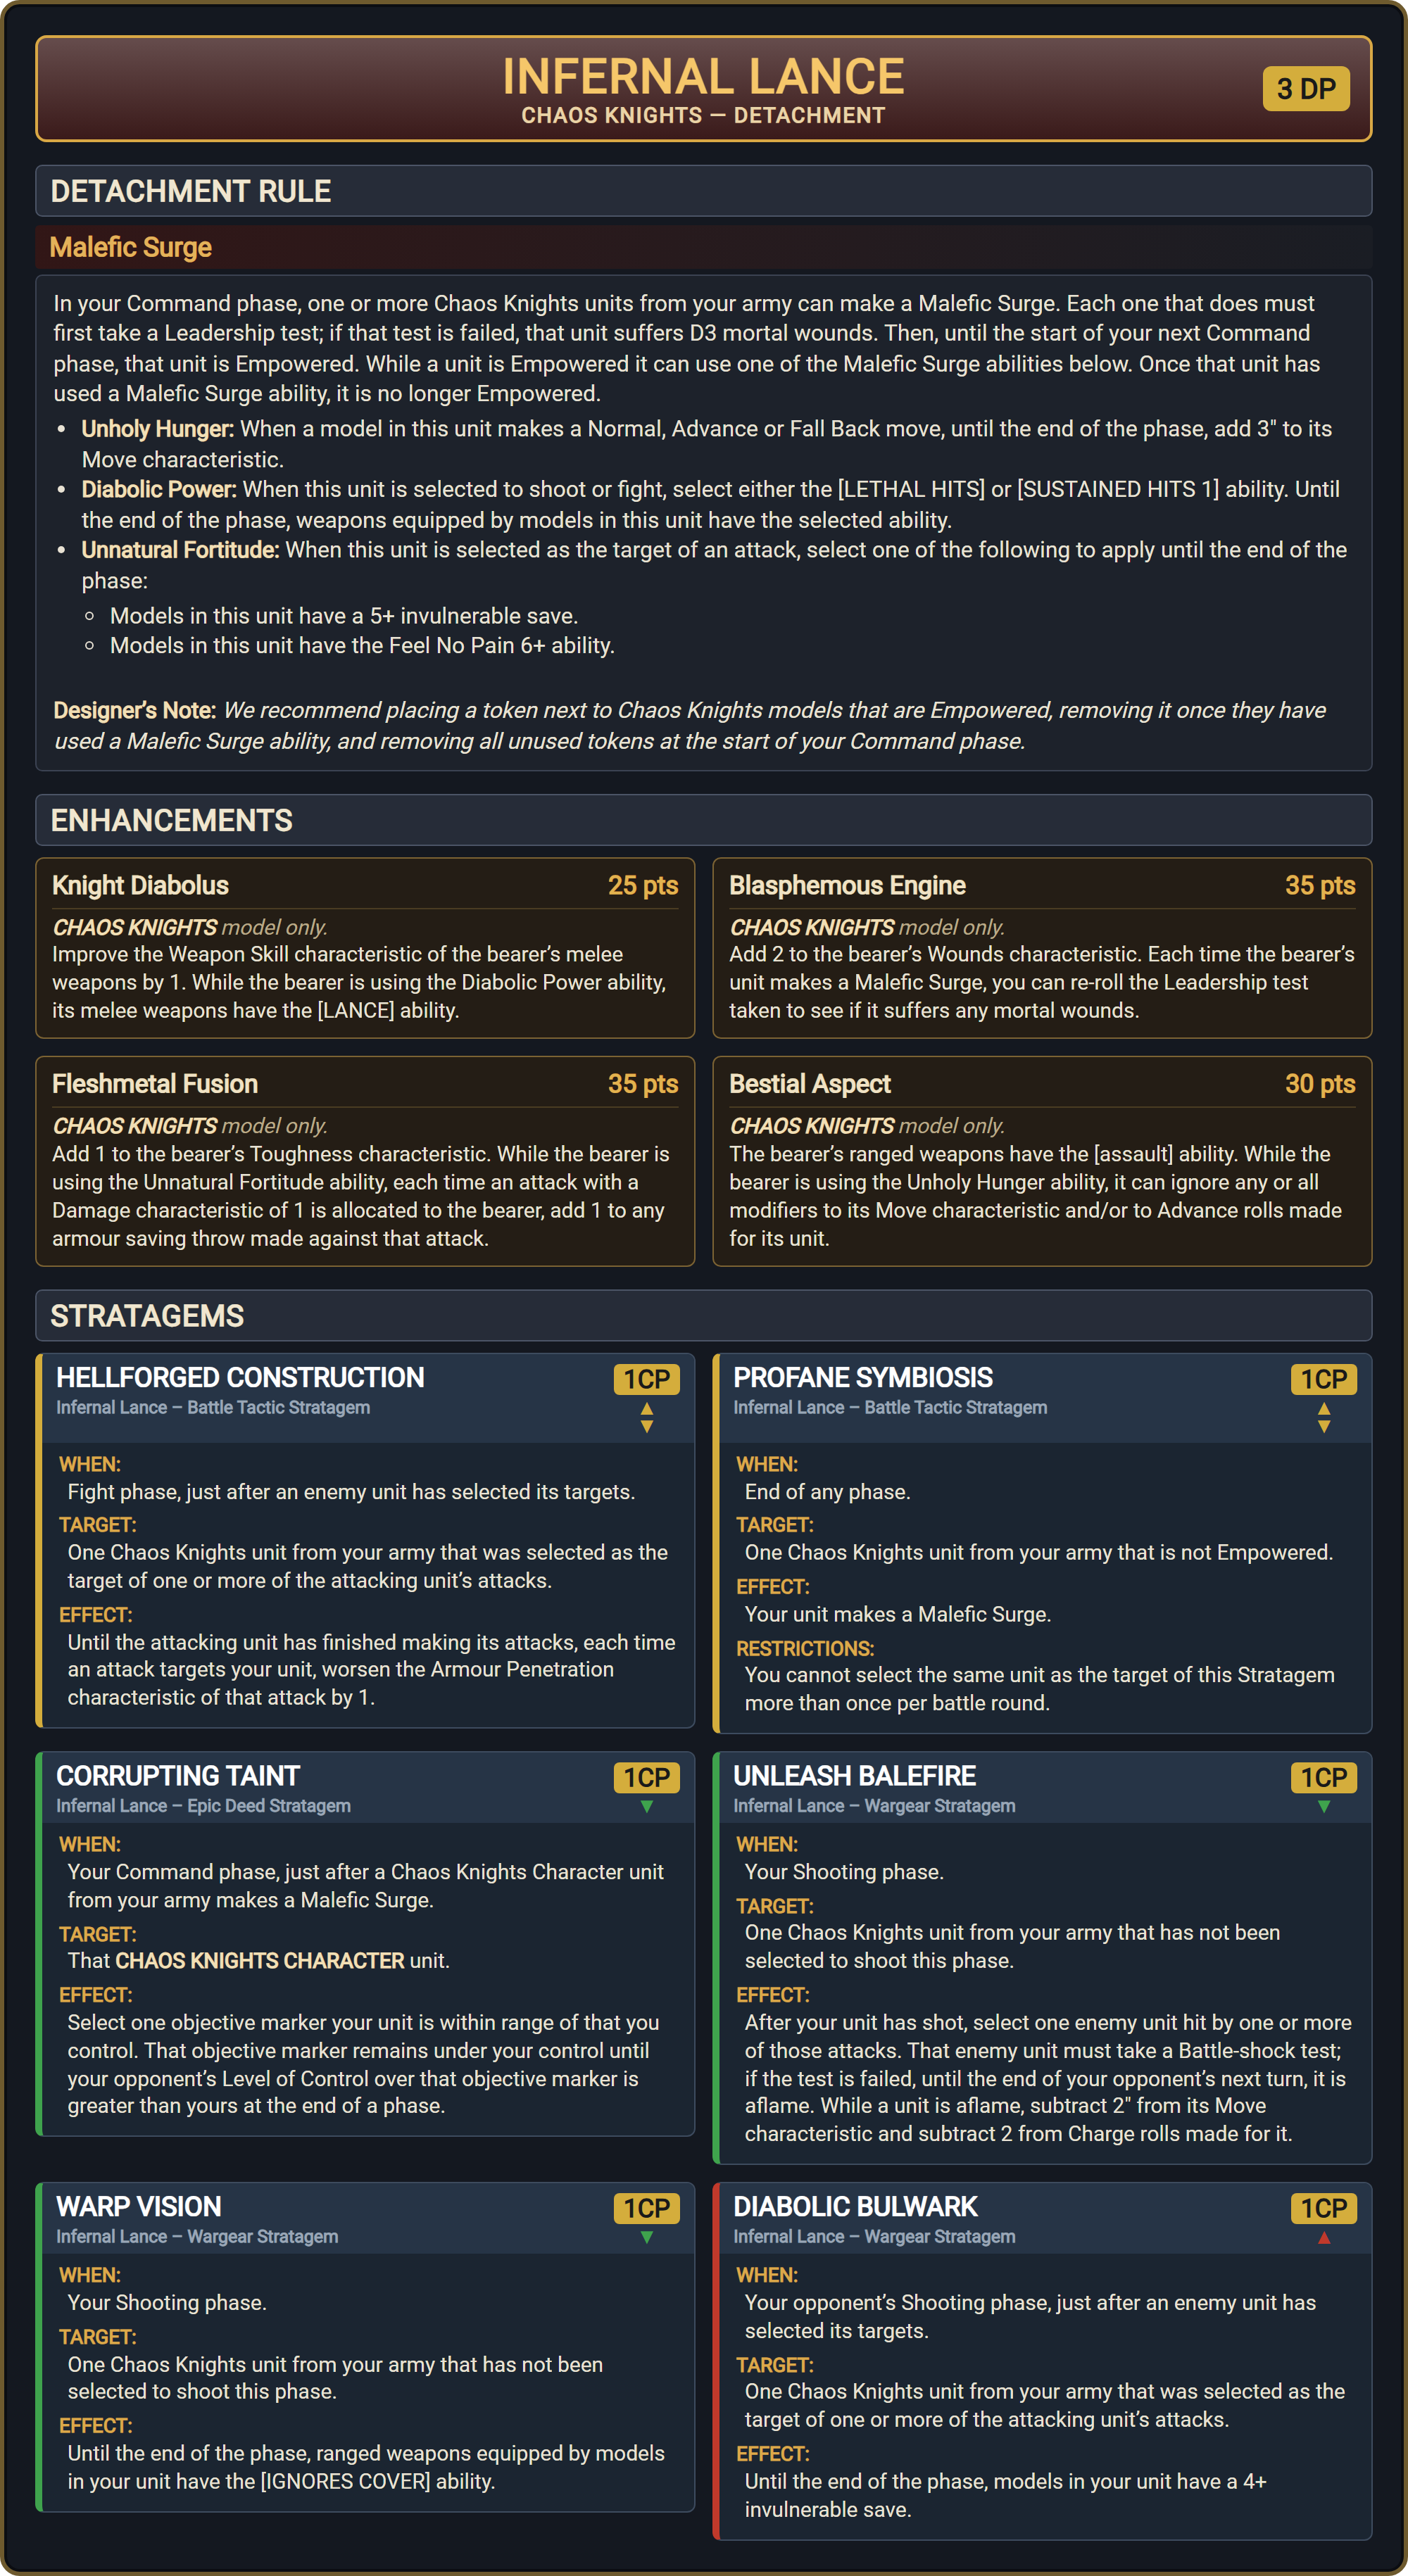 INFERNAL LANCE
CHAOS KNIGHTS — DETACHMENT
3 DP
DETACHMENT RULE
Malefic Surge
In your Command phase, one or more Chaos Knights units from your army can make a Malefic Surge. Each one that does must
first take a Leadership test; if that test is failed, that unit suffers D3 mortal wounds. Then, until the start of your next Command
phase, that unit is Empowered. While a unit is Empowered it can use one of the Malefic Surge abilities below. Once that unit has
used a Malefic Surge ability, it is no longer Empowered.
• Unholy Hunger: When a model in this unit makes a Normal, Advance or Fall Back move, until the end of the phase, add 3" to its
Move characteristic.
• Diabolic Power: When this unit is selected to shoot or fight, select either the [LETHAL HITS] or [SUSTAINED HITS 1] ability. Until
the end of the phase, weapons equipped by models in this unit have the selected ability.
• Unnatural Fortitude: When this unit is selected as the target of an attack, select one of the following to apply until the end of the
phase:
◦ Models in this unit have a 5+ invulnerable save.
◦ Models in this unit have the Feel No Pain 6+ ability.
Designer’s Note: We recommend placing a token next to Chaos Knights models that are Empowered, removing it once they have
used a Malefic Surge ability, and removing all unused tokens at the start of your Command phase.
ENHANCEMENTS
Knight Diabolus 25 pts
CHAOS KNIGHTS model only.
Improve the Weapon Skill characteristic of the bearer’s melee
weapons by 1. While the bearer is using the Diabolic Power ability,
its melee weapons have the [LANCE] ability.
Blasphemous Engine 35 pts
CHAOS KNIGHTS model only.
Add 2 to the bearer’s Wounds characteristic. Each time the bearer’s
unit makes a Malefic Surge, you can re-roll the Leadership test
taken to see if it suffers any mortal wounds.
Fleshmetal Fusion 35 pts
CHAOS KNIGHTS model only.
Add 1 to the bearer’s Toughness characteristic. While the bearer is
using the Unnatural Fortitude ability, each time an attack with a
Damage characteristic of 1 is allocated to the bearer, add 1 to any
armour saving throw made against that attack.
Bestial Aspect 30 pts
CHAOS KNIGHTS model only.
The bearer’s ranged weapons have the [assault] ability. While the
bearer is using the Unholy Hunger ability, it can ignore any or all
modifiers to its Move characteristic and/or to Advance rolls made
for its unit.
STRATAGEMS
HELLFORGED CONSTRUCTION 1CP
Infernal Lance – Battle Tactic Stratagem
▲
▼
WHEN:
Fight phase, just after an enemy unit has selected its targets.
TARGET:
One Chaos Knights unit from your army that was selected as the
target of one or more of the attacking unit’s attacks.
EFFECT:
Until the attacking unit has finished making its attacks, each time
an attack targets your unit, worsen the Armour Penetration
characteristic of that attack by 1.
PROFANE SYMBIOSIS 1CP
Infernal Lance – Battle Tactic Stratagem
▲
▼
WHEN:
End of any phase.
TARGET:
One Chaos Knights unit from your army that is not Empowered.
EFFECT:
Your unit makes a Malefic Surge.
RESTRICTIONS:
You cannot select the same unit as the target of this Stratagem
more than once per battle round.
CORRUPTING TAINT 1CP
Infernal Lance – Epic Deed Stratagem ▼
WHEN:
Your Command phase, just after a Chaos Knights Character unit
from your army makes a Malefic Surge.
TARGET:
That CHAOS KNIGHTS CHARACTER unit.
EFFECT:
Select one objective marker your unit is within range of that you
control. That objective marker remains under your control until
your opponent’s Level of Control over that objective marker is
greater than yours at the end of a phase.
UNLEASH BALEFIRE 1CP
Infernal Lance – Wargear Stratagem ▼
WHEN:
Your Shooting phase.
TARGET:
One Chaos Knights unit from your army that has not been
selected to shoot this phase.
EFFECT:
After your unit has shot, select one enemy unit hit by one or more
of those attacks. That enemy unit must take a Battle-shock test;
if the test is failed, until the end of your opponent’s next turn, it is
aflame. While a unit is aflame, subtract 2" from its Move
characteristic and subtract 2 from Charge rolls made for it.
WARP VISION 1CP
Infernal Lance – Wargear Stratagem ▼
WHEN:
Your Shooting phase.
TARGET:
One Chaos Knights unit from your army that has not been
selected to shoot this phase.
EFFECT:
Until the end of the phase, ranged weapons equipped by models
in your unit have the [IGNORES COVER] ability.
DIABOLIC BULWARK 1CP
Infernal Lance – Wargear Stratagem ▲
WHEN:
Your opponent’s Shooting phase, just after an enemy unit has
selected its targets.
TARGET:
One Chaos Knights unit from your army that was selected as the
target of one or more of the attacking unit’s attacks.
EFFECT:
Until the end of the phase, models in your unit have a 4+
invulnerable save.